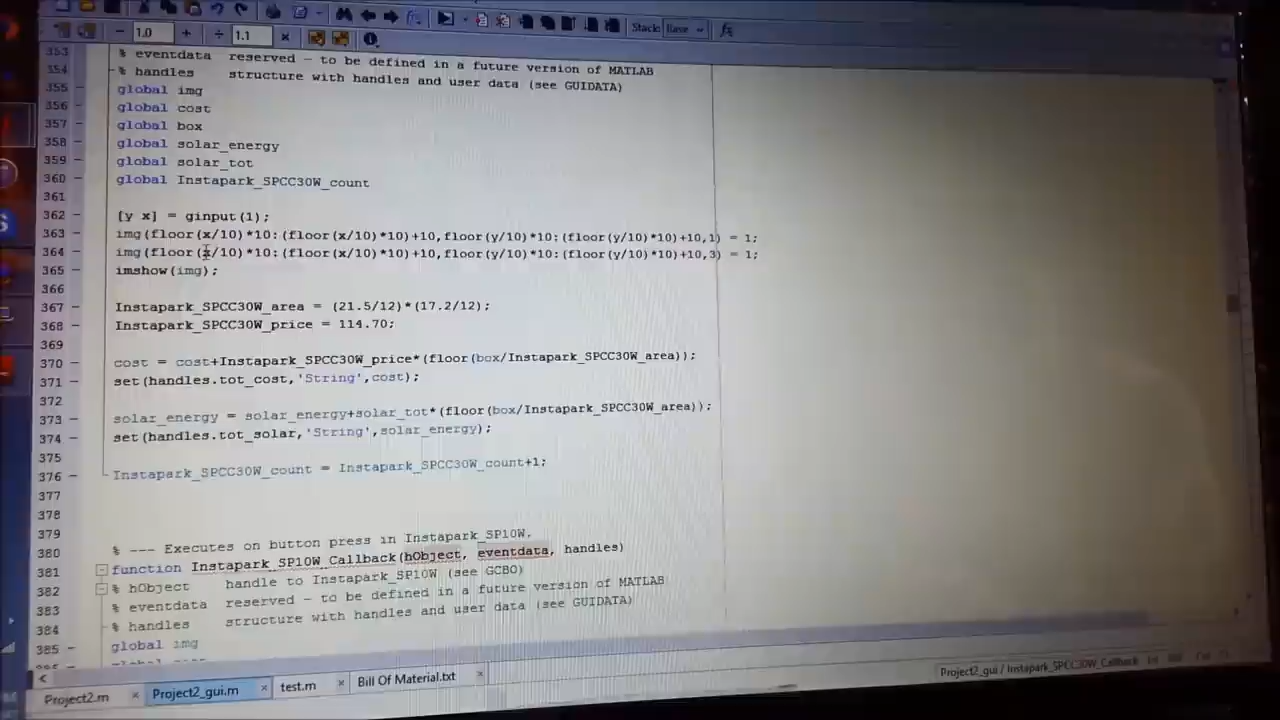 1.0
1.1
Stack: Base
fx
353 % eventdata reserved - to be defined in a future version of MATLAB
354 % handles structure with handles and user data (see GUIDATA)
355 - global img
356 - global cost
357 - global box
358 - global solar_energy
359 - global solar_tot
360 - global Instapark_SPCC30W_count
361
362 - [y x] = ginput(1);
363 - img(floor(x/10)*10:(floor(x/10)*10)+10,floor(y/10)*10:(floor(y/10)*10)+10,1) = 1;
364 - img(floor(x/10)*10:(floor(x/10)*10)+10,floor(y/10)*10:(floor(y/10)*10)+10,3) = 1;
365 - imshow(img);
366
367 - Instapark_SPCC30W_area = (21.5/12)*(17.2/12);
368 - Instapark_SPCC30W_price = 114.70;
369
370 - cost = cost+Instapark_SPCC30W_price*(floor(box/Instapark_SPCC30W_area));
371 - set(handles.tot_cost,'String',cost);
372
373 - solar_energy = solar_energy+solar_tot*(floor(box/Instapark_SPCC30W_area));
374 - set(handles.tot_solar,'String',solar_energy);
375
376 - Instapark_SPCC30W_count = Instapark_SPCC30W_count+1;
377
378
379
380 % --- Executes on button press in Instapark_SP10W.
381 function Instapark_SP10W_Callback(hObject, eventdata, handles)
382 % hObject handle to Instapark_SP10W (see GCBO)
383 % eventdata reserved - to be defined in a future version of MATLAB
384 % handles structure with handles and user data (see GUIDATA)
385 - global img
Project2.m × Project2_gui.m × test.m × Bill Of Material.txt ×
Project2_gui / Instapark_SPCC30W_Callback